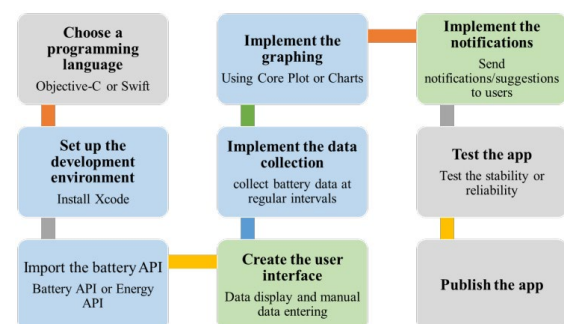 Choose a
programming
language
Objective-C or Swift
Set up the
development
environment
Install Xcode
Import the battery API
Battery API or Energy
API
Create the user
interface
Data display and manual
data entering
Implement the data
collection
collect battery data at
regular intervals
Implement the
graphing
Using Core Plot or Charts
Implement the
notifications
Send
notifications/suggestions
to users
Test the app
Test the stability or
reliability
Publish the app